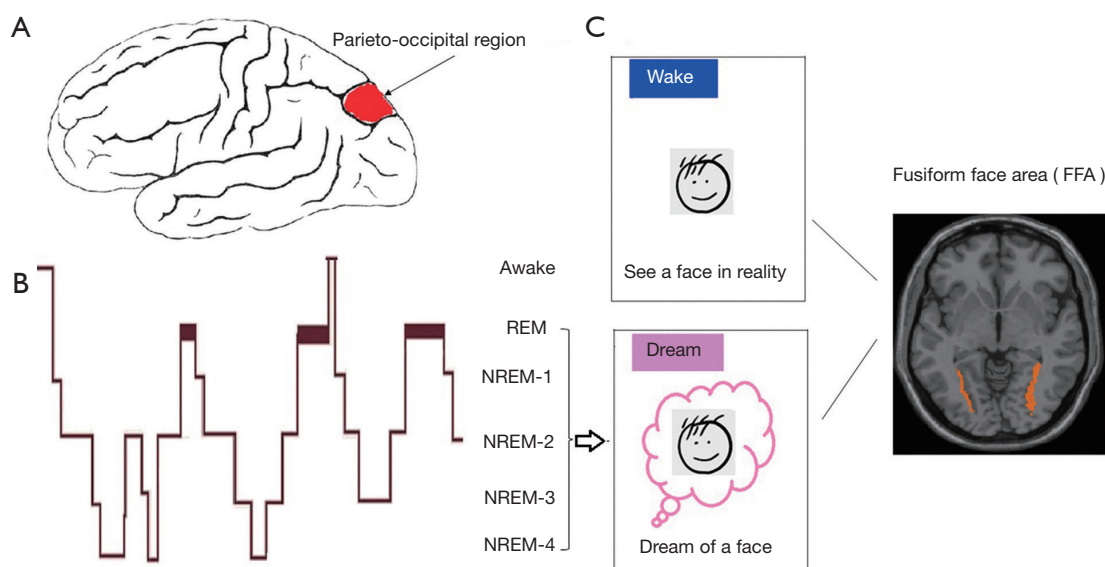 A
Parieto-occipital region
B
Awake
REM
NREM-1
NREM-2
NREM-3
NREM-4
C
Wake
See a face in reality
Dream
Dream of a face
Fusiform face area ( FFA )